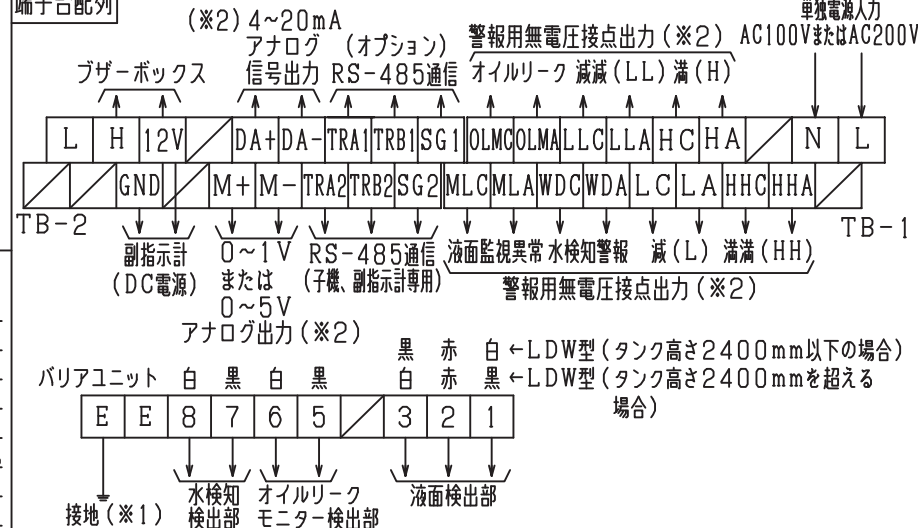 端子台配列
(※2) 4~20mA
アナログ
信号出力
(オプション)
RS-485通信
警報用無電圧接点出力(※2)
単独電源入力
AC100VまたはAC200V
ブザーボックス
オイルリーク 減減(LL) 満(H)
L H 12V DA+ DA- TRA1 TRB1 SG1 OLMC OLMA LLC LLA HC HA N L
GND M+ M- TRA2 TRB2 SG2 MLC MLA WDC WDA LC LA HHC HHA
TB-2
TB-1
副指示計
(DC電源)
0~1V
または
0~5V
アナログ出力(※2)
RS-485通信
(子機、副指示計専用)
液面監視異常 水検知警報 減(L) 満満(HH)
警報用無電圧接点出力(※2)
黒 赤 白 ←LDW型(タンク高さ2400mm以下の場合)
バリアユニット 白 黒 白 黒 白 赤 黒 ←LDW型(タンク高さ2400mmを超える
場合)
E E 8 7 6 5 3 2 1
接地(※1)
水検知
検出部
オイルリーク
モニター検出部
液面検出部